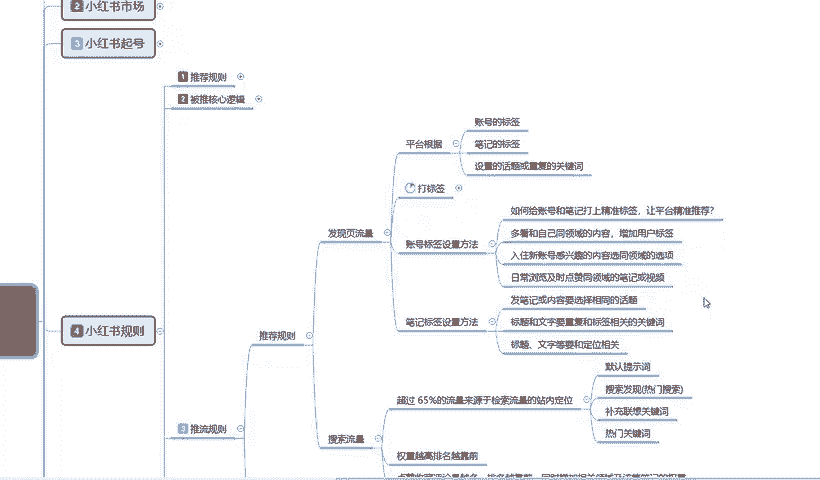 2 小红书市场
3 小红书起号
1 推荐规则
2 被推核心逻辑
账号的标签
平台根据
笔记的标签
设置的话题或重复的关键词
打标签
如何给账号和笔记打上精准标签，让平台精准推荐？
发现页流量
多看和自己同领域的内容，增加用户标签
账号标签设置方法
入住新账号感兴趣的内容选同领域的选项
日常浏览及时点赞同领域的笔记或视频
发笔记或内容要选择相同的话题
4 小红书规则
笔记标签设置方法
标题和文字要重复和标签相关的关键词
推荐规则
标题、文字等要和定位相关
默认提示词
搜索发现(热门搜索)
超过 65%的流量来源于检索流量的站内定位
补充联想关键词
3 推流规则
热门关键词
搜索流量
权重越高排名越靠前